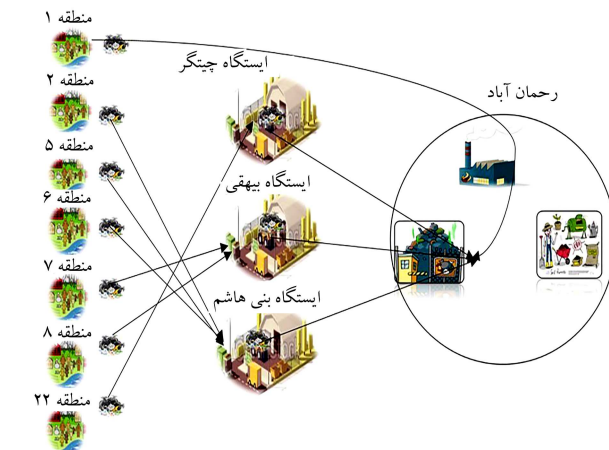 منطقه ۱
منطقه ۲
منطقه ۵
منطقه ۶
منطقه ۷
منطقه ۸
منطقه ۲۲
ایستگاه چیتگر
ایستگاه بیهقی
ایستگاه بنی هاشم
رحمان آباد